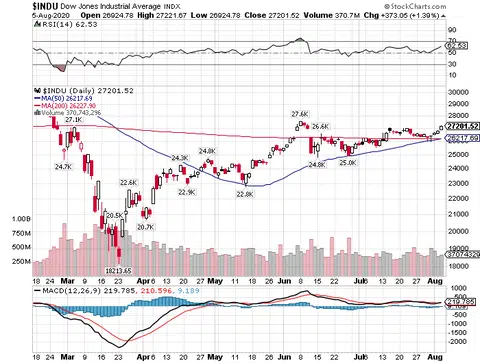 $INDU Dow Jones Industrial Average INDX © StockCharts.com
5-Aug-2020 Open 26924.78 High 27221.67 Low 26924.78 Close 27201.52 Volume 370.7M Chg +373.05 (+1.39%)
RSI(14) 62.53
90
70
62.53
50
30
10
$INDU (Daily) 27201.52
MA(50) 26217.69
MA(200) 26227.90
Volume 370,743,296
30000
29000
28000
27201.52
26217.69
25000
24000
23000
22000
21000
20000
19000
18000
27.1K
24.7K
20.5K
18213.65
22.6K
20.7K
24.3K
22.9K
24.8K
22.8K
27.6K
24.8K
26.6K
25.0K
1.00B
750M
500M
250M
37074329
24 Mar 9 16 23 Apr 6 13 20 27 May 11 18 26 Jun 8 15 22 Jul 6 13 20 27 Aug
MACD(12,26,9) 219.785, 210.596, 9.189
1000
500
219.785
-500
-1000
-1500
-2000
24 Mar 9 16 23 Apr 6 13 20 27 May 11 18 26 Jun 8 15 22 Jul 6 13 20 27 Aug